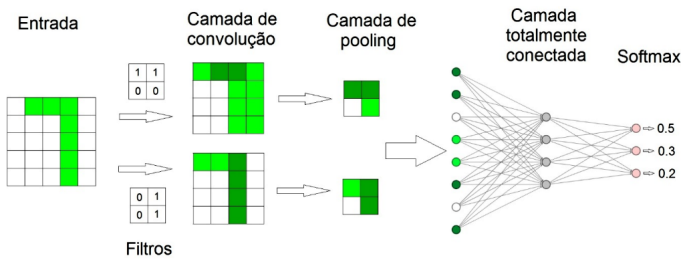 Entrada
Camada de
convolução
Camada de
pooling
Camada
totalmente
conectada
Softmax
1 1
0 0
0 1
0 1
Filtros
0.5
0.3
0.2